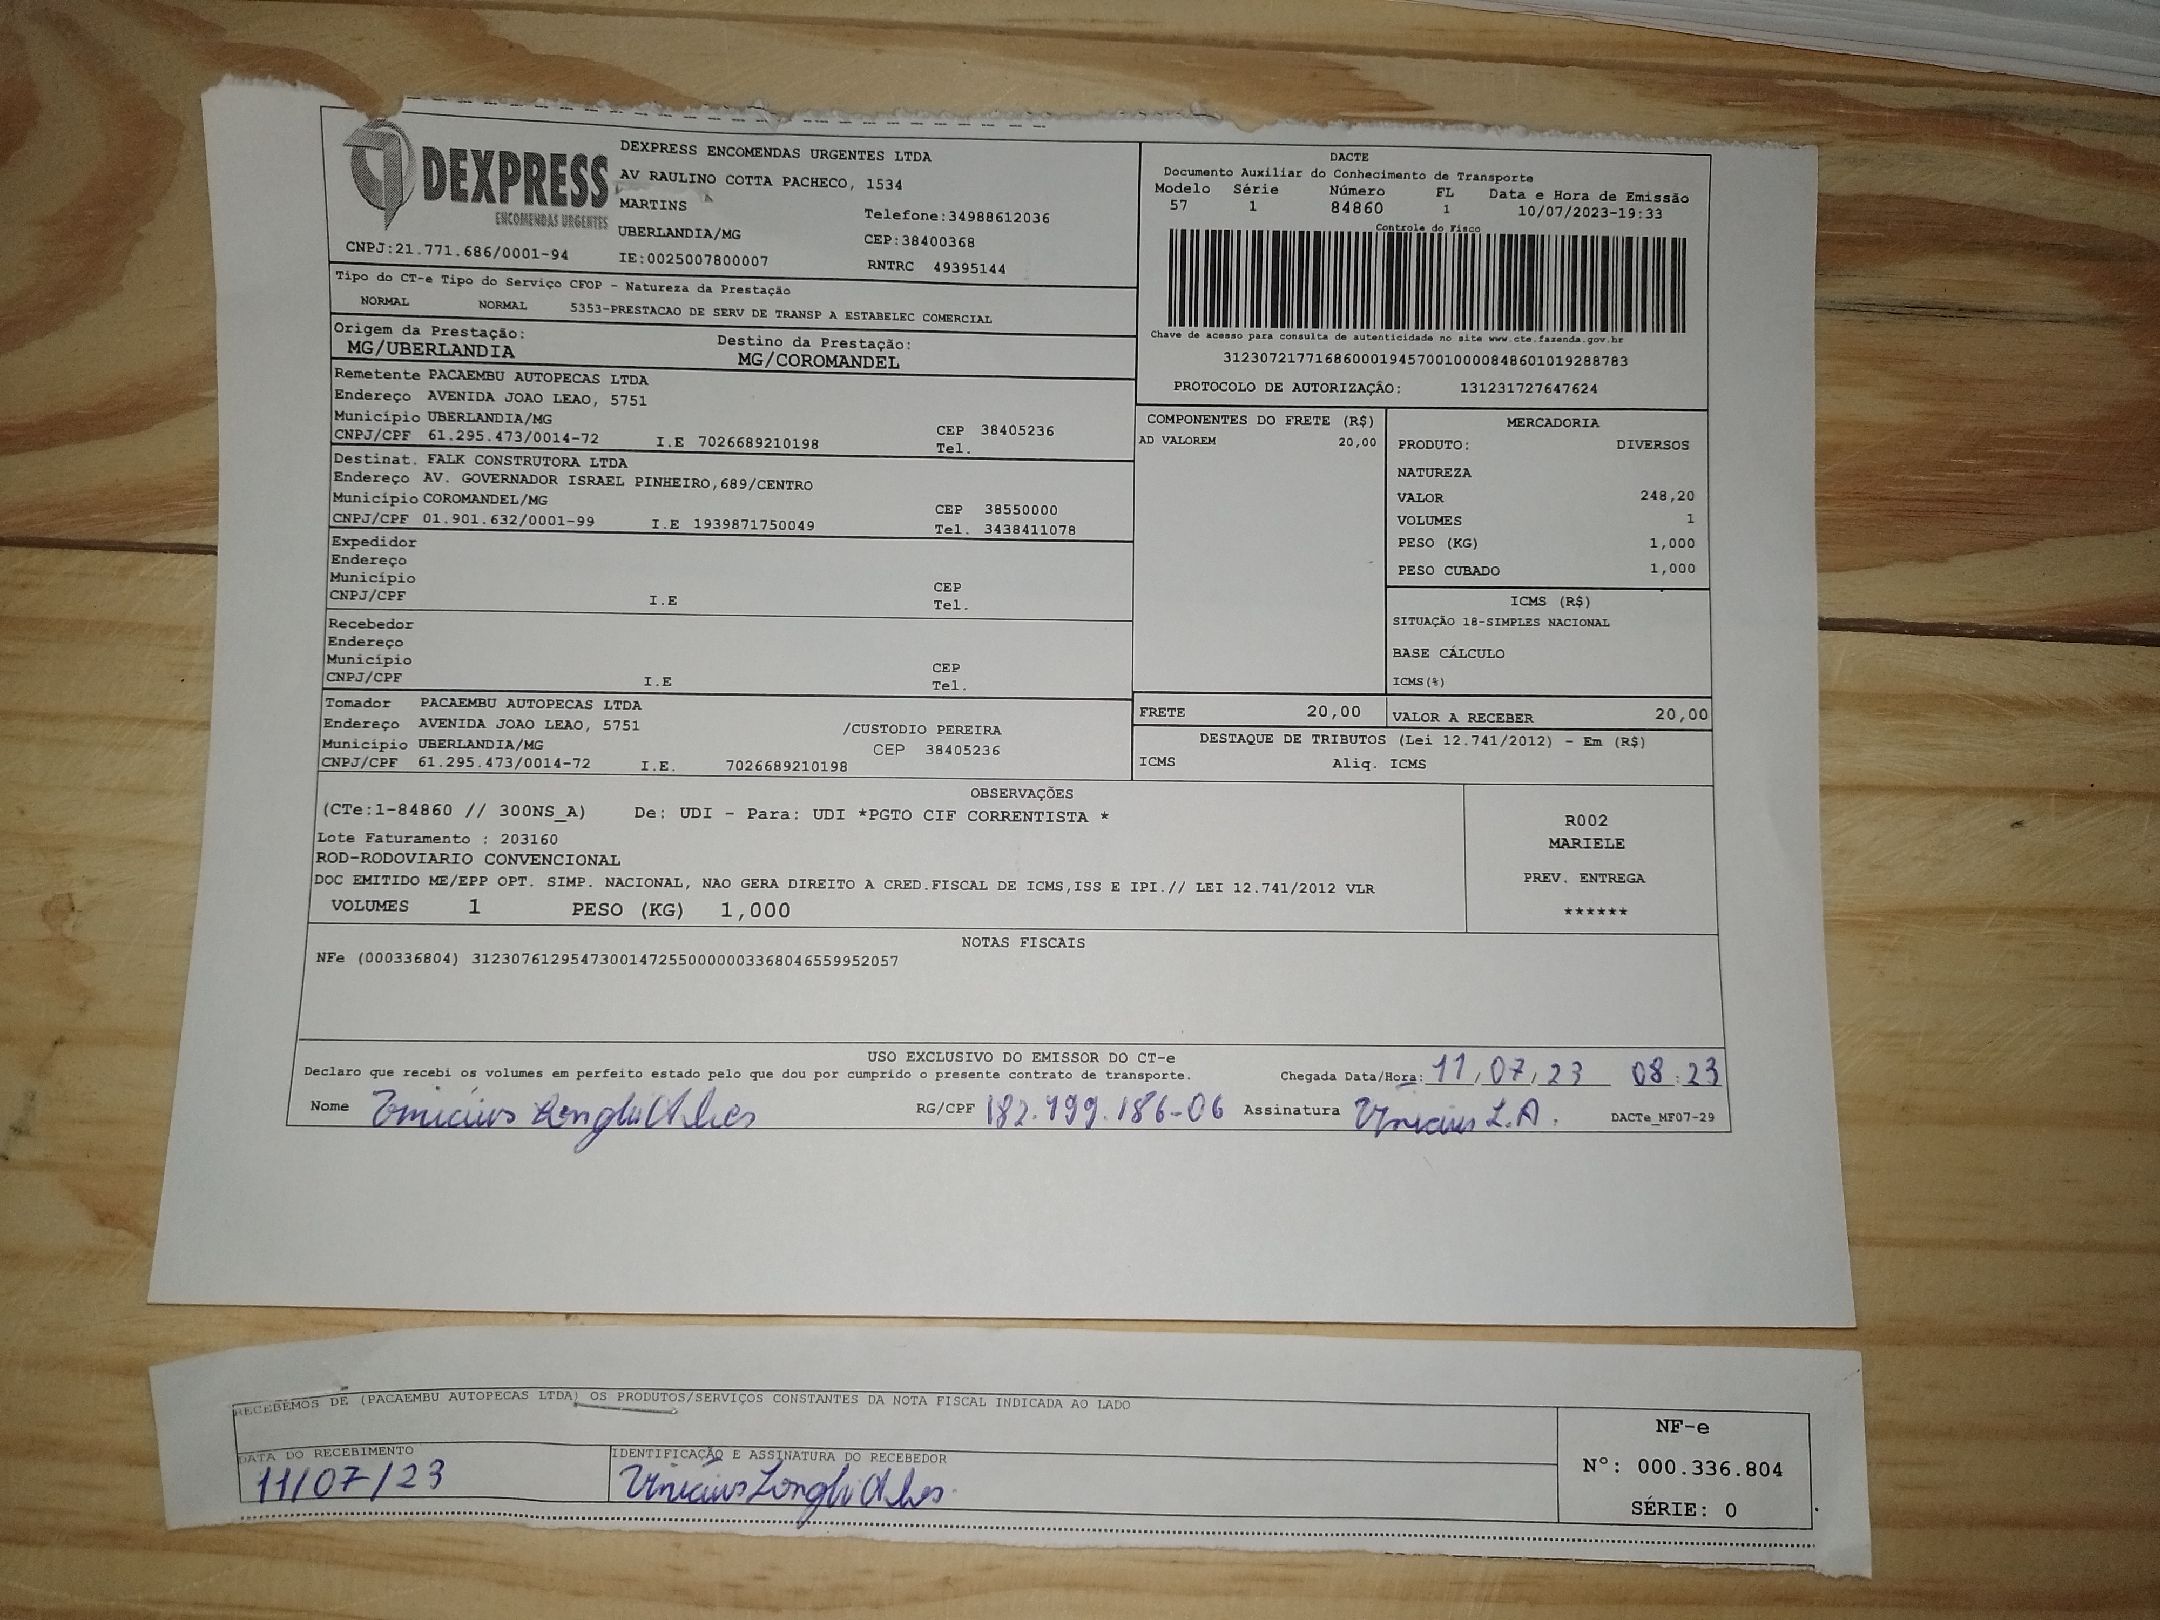 DEXPRESS
ENCOMENDAS URGENTES
CNPJ:21.771.686/0001-94
DEXPRESS ENCOMENDAS URGENTES LTDA
AV RAULINO COTTA PACHECO, 1534
MARTINS
Telefone:34988612036
UBERLANDIA/MG
CEP:38400368
IE:0025007800007
RNTRC 49395144
DACTE
Documento Auxiliar do Conhecimento de Transporte
Modelo Série Número FL Data e Hora de Emissão
57 1 84860 1 10/07/2023-19:33
Controle do Fisco
Chave de acesso para consulta de autenticidade no site www.cte.fazenda.gov.br
31230721771686000194570010000848601019288783
PROTOCOLO DE AUTORIZAÇÂO: 131231727647624
Tipo do CT-e Tipo do Serviço CFOP - Natureza da Prestação
NORMAL NORMAL 5353-PRESTACAO DE SERV DE TRANSP A ESTABELEC COMERCIAL
Origem da Prestação: Destino da Prestação:
MG/UBERLANDIA MG/COROMANDEL
Remetente PACAEMBU AUTOPECAS LTDA
Endereço AVENIDA JOAO LEAO, 5751
Município UBERLANDIA/MG CEP 38405236
CNPJ/CPF 61.295.473/0014-72 I.E 7026689210198 Tel.
Destinat. FALK CONSTRUTORA LTDA
Endereço AV. GOVERNADOR ISRAEL PINHEIRO,689/CENTRO
Município COROMANDEL/MG CEP 38550000
CNPJ/CPF 01.901.632/0001-99 I.E 1939871750049 Tel. 3438411078
Expedidor
Endereço
Município CEP
CNPJ/CPF I.E Tel.
Recebedor
Endereço
Município CEP
CNPJ/CPF I.E Tel.
Tomador PACAEMBU AUTOPECAS LTDA
Endereço AVENIDA JOAO LEAO, 5751 /CUSTODIO PEREIRA
Município UBERLANDIA/MG CEP 38405236
CNPJ/CPF 61.295.473/0014-72 I.E. 7026689210198
COMPONENTES DO FRETE (R$)
AD VALOREM 20,00
MERCADORIA
PRODUTO: DIVERSOS
NATUREZA
VALOR 248,20
VOLUMES 1
PESO (KG) 1,000
PESO CUBADO 1,000
ICMS (R$)
SITUAÇÃO 18-SIMPLES NACIONAL
BASE CÁLCULO
ICMS(%)
FRETE 20,00 VALOR A RECEBER 20,00
DESTAQUE DE TRIBUTOS (Lei 12.741/2012) - Em (R$)
ICMS Aliq. ICMS
OBSERVAÇÕES
(CTe:1-84860 // 300NS_A) De: UDI - Para: UDI *PGTO CIF CORRENTISTA *
Lote Faturamento : 203160
ROD-RODOVIARIO CONVENCIONAL
DOC EMITIDO ME/EPP OPT. SIMP. NACIONAL, NAO GERA DIREITO A CRED.FISCAL DE ICMS,ISS E IPI.// LEI 12.741/2012 VLR
VOLUMES 1 PESO (KG) 1,000
R002
MARIELE
PREV. ENTREGA
******
NOTAS FISCAIS
NFe (000336804) 31230761295473001472550000003368046559952057
USO EXCLUSIVO DO EMISSOR DO CT-e
Declaro que recebi os volumes em perfeito estado pelo que dou por cumprido o presente contrato de transporte. Chegada Data/Hora: 11/07/23 08:23
Nome Vinicius Longhi Alves RG/CPF 182.199.186-06 Assinatura Vinicius L.A. DACTe_MF07-29
RECEBEMOS DE (PACAEMBU AUTOPECAS LTDA) OS PRODUTOS/SERVIÇOS CONSTANTES DA NOTA FISCAL INDICADA AO LADO
DATA DO RECEBIMENTO IDENTIFICAÇÃO E ASSINATURA DO RECEBEDOR
11/07/23 Vinicius Longhi Alves
NF-e
Nº: 000.336.804
SÉRIE: 0